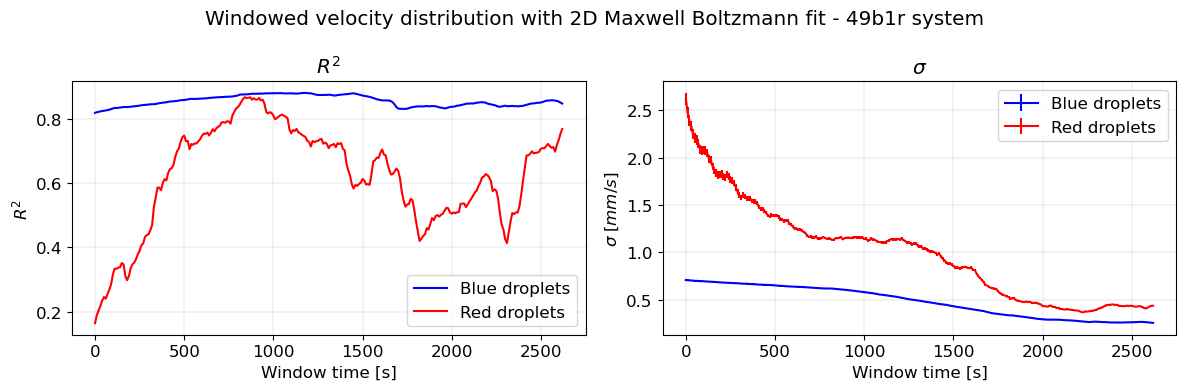 Windowed velocity distribution with 2D Maxwell Boltzmann fit - 49b1r system
R²
R²
0.8
0.6
0.4
0.2
0
500
1000
1500
2000
2500
Window time [s]
Blue droplets
Red droplets
σ
σ [mm/s]
2.5
2.0
1.5
1.0
0.5
0
500
1000
1500
2000
2500
Window time [s]
Blue droplets
Red droplets